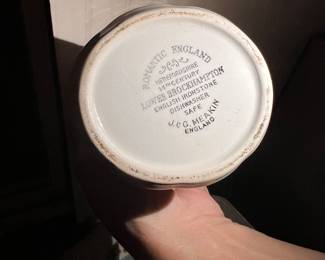 ROMANTIC ENGLAND
HEREFORDSHIRE
14TH CENTURY
LOWER BROCKHAMPTON
ENGLISH IRONSTONE
DISHWASHER
SAFE
J & G. MEAKIN
ENGLAND